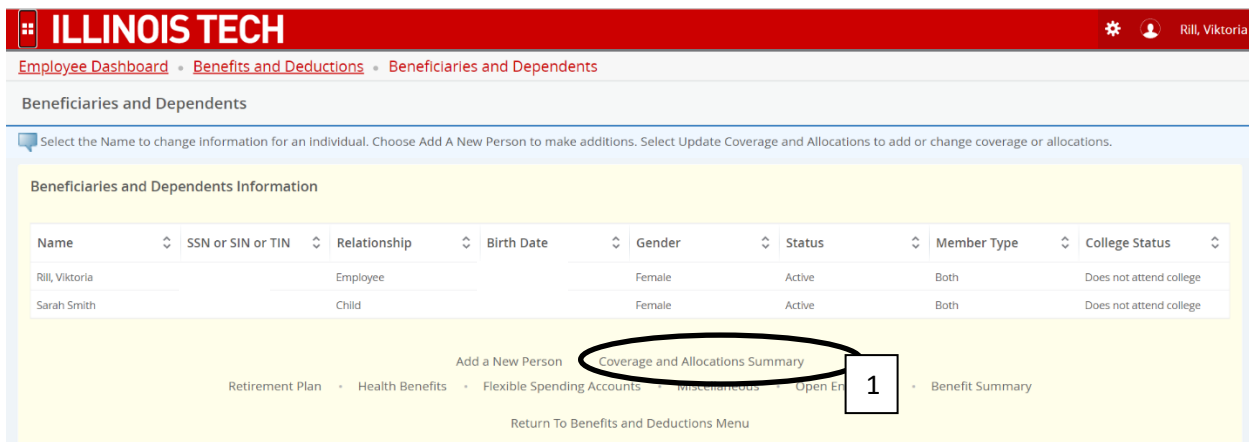 ILLINOIS TECH
Rill, Viktoria
Employee Dashboard • Benefits and Deductions • Beneficiaries and Dependents
Beneficiaries and Dependents
Select the Name to change information for an individual. Choose Add A New Person to make additions. Select Update Coverage and Allocations to add or change coverage or allocations.
Beneficiaries and Dependents Information
Name SSN or SIN or TIN Relationship Birth Date Gender Status Member Type College Status
Rill, Viktoria Employee Female Active Both Does not attend college
Sarah Smith Child Female Active Both Does not attend college
Add a New Person Coverage and Allocations Summary
1
Retirement Plan • Health Benefits • Flexible Spending Accounts • Miscellaneous • Open • Benefit Summary
Return To Benefits and Deductions Menu